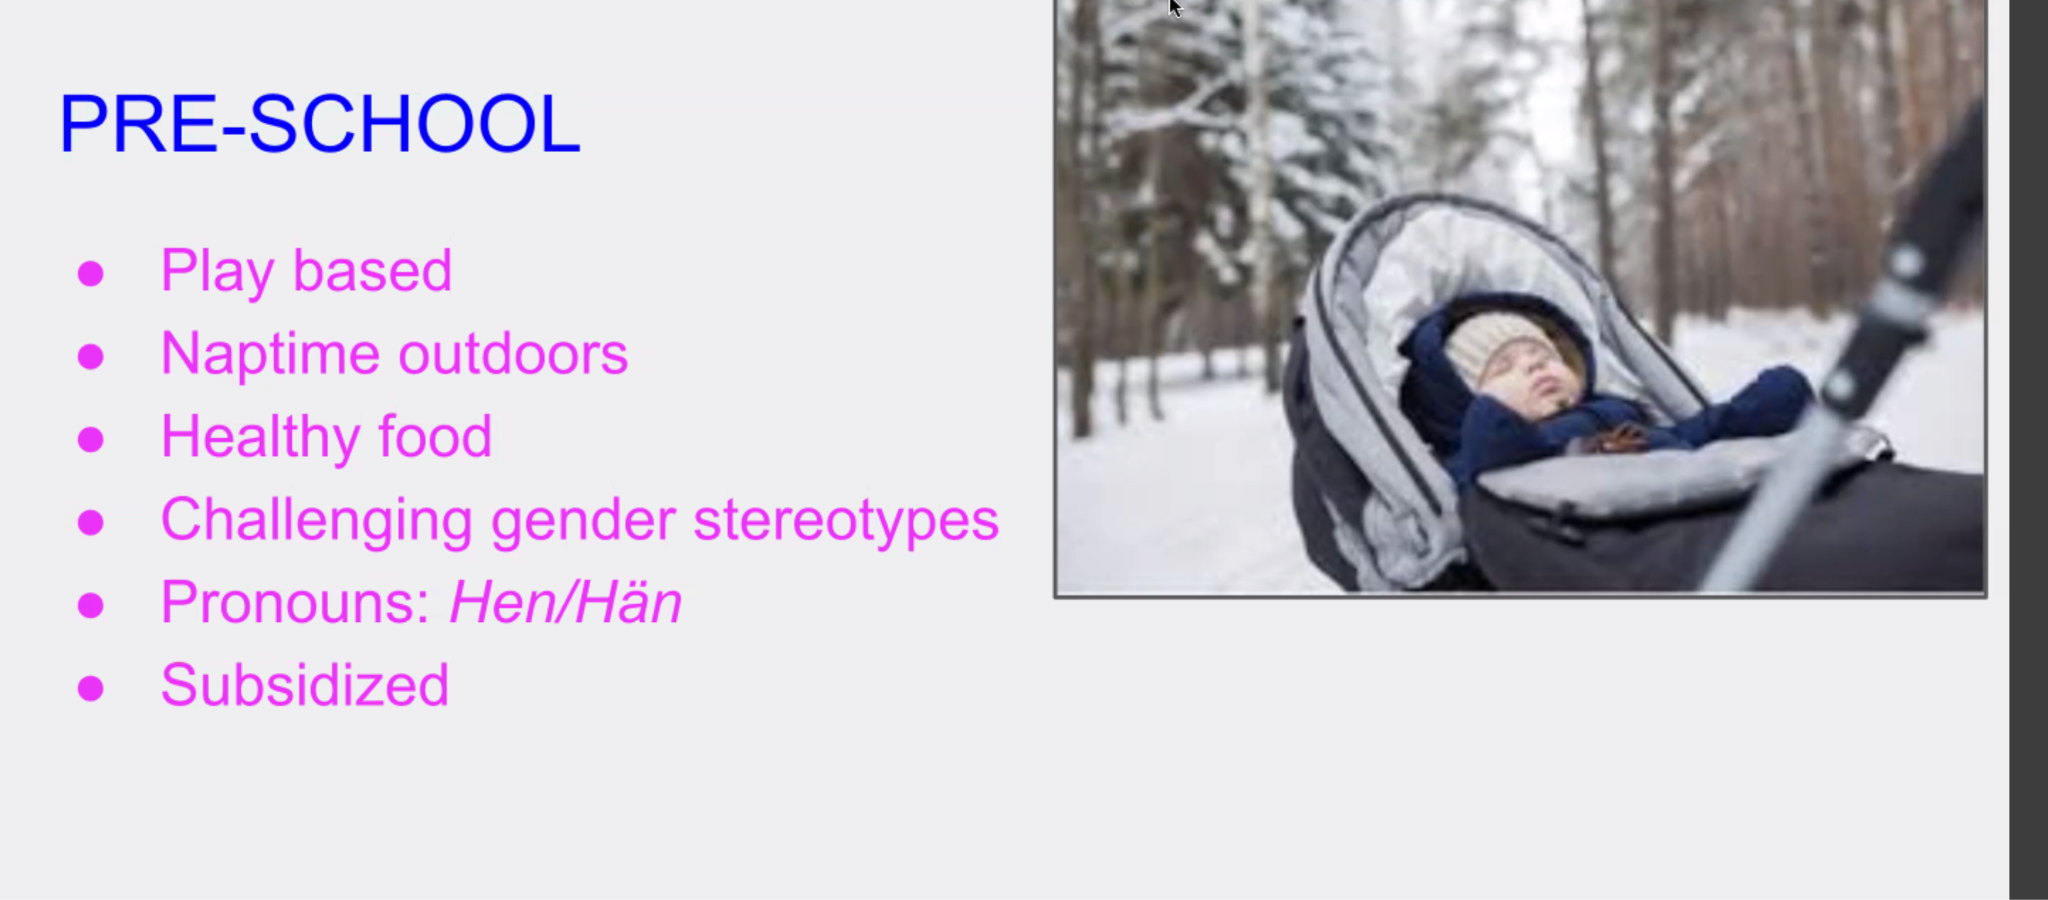 PRE-SCHOOL
● Play based
● Naptime outdoors
● Healthy food
● Challenging gender stereotypes
● Pronouns: Hen/Hän
● Subsidized